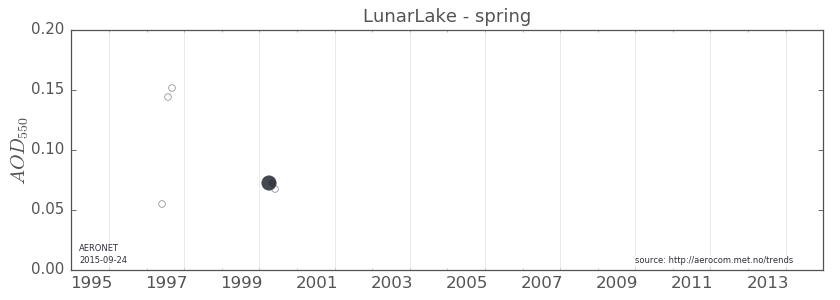 LunarLake - spring
0.20
0.15
0.10
0.05
0.00
AOD550
AERONET
2015-09-24
source: http://aerocom.met.no/trends
1995 1997 1999 2001 2003 2005 2007 2009 2011 2013